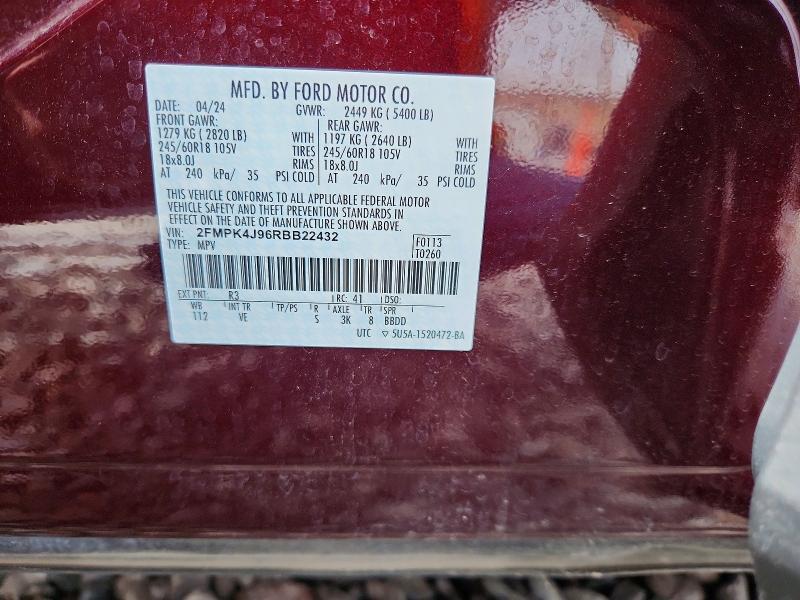 MFD. BY FORD MOTOR CO.
DATE: 04/24 GVWR: 2449 KG ( 5400 LB)
FRONT GAWR: REAR GAWR:
1279 KG ( 2820 LB) WITH 1197 KG ( 2640 LB) WITH
245/60R18 105V TIRES 245/60R18 105V TIRES
18x8.0J RIMS 18x8.0J RIMS
AT 240 kPa/ 35 PSI COLD AT 240 kPa/ 35 PSI COLD
THIS VEHICLE CONFORMS TO ALL APPLICABLE FEDERAL MOTOR
VEHICLE SAFETY AND THEFT PREVENTION STANDARDS IN
EFFECT ON THE DATE OF MANUFACTURE SHOWN ABOVE.
VIN: 2FMPK4J96RBB22432 F0113
TYPE: MPV T0260
EXT PNT: R3 RC: 41 DSO:
WB INT TR TP/PS R AXLE TR SPR
112 VE S 3K 8 BBDD
UTC ▽ 5U5A-1520472-BA